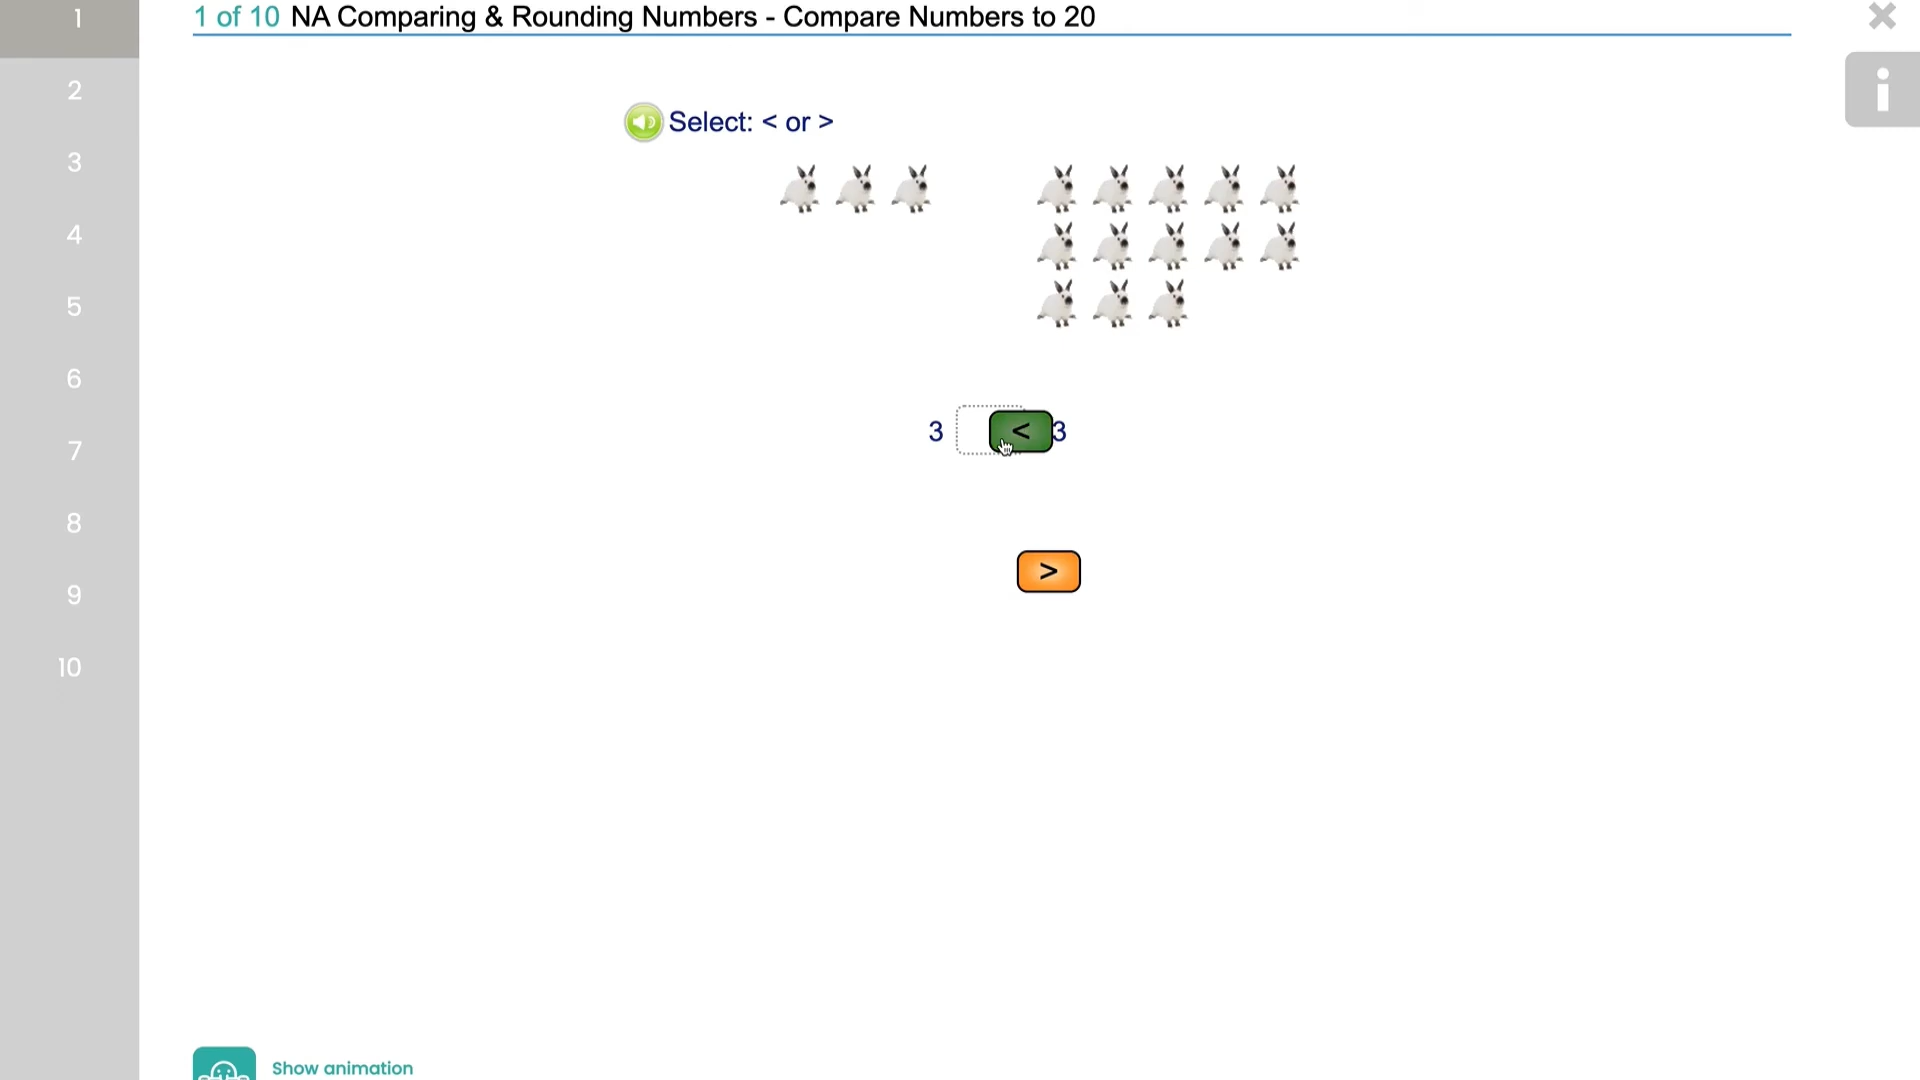 1 of 10 NA Comparing & Rounding Numbers - Compare Numbers to 20
1
2
3
4
5
6
7
8
9
10
Select: < or >
3 < 3
>
Show animation